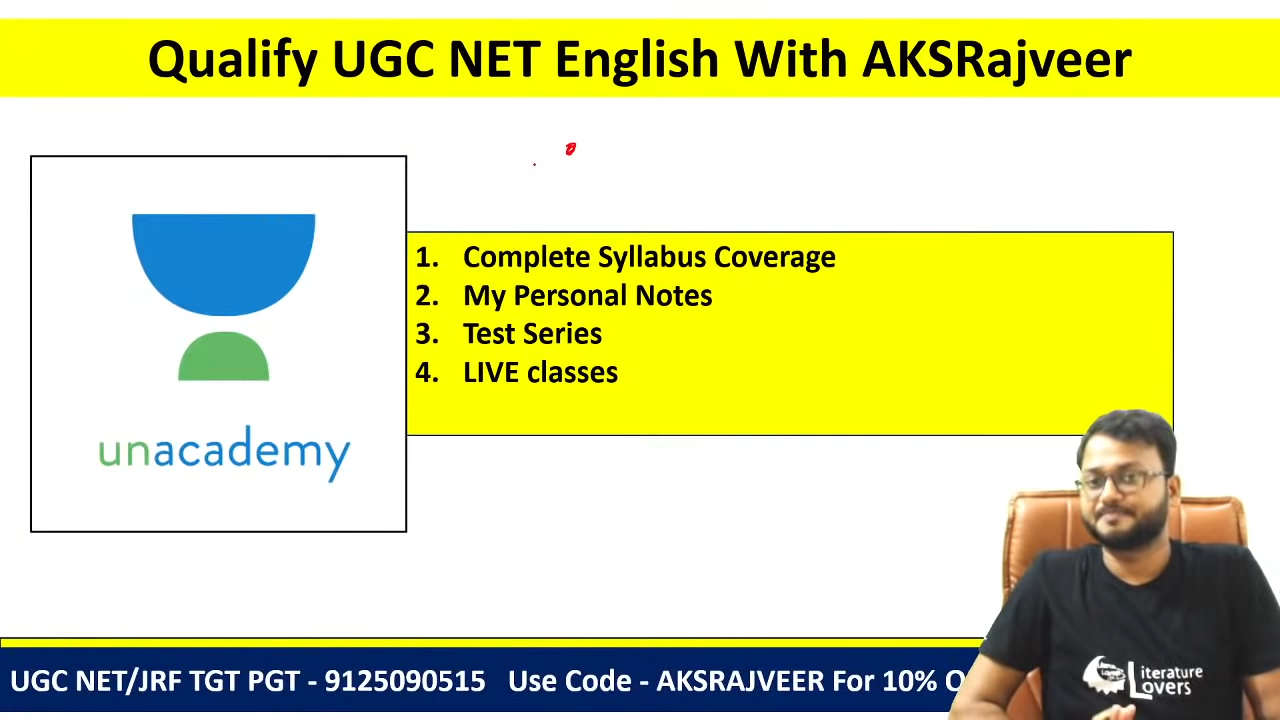 Qualify UGC NET English With AKSRajveer
1. Complete Syllabus Coverage
2. My Personal Notes
3. Test Series
4. LIVE classes
unacademy
UGC NET/JRF TGT PGT - 9125090515 Use Code - AKSRAJVEER For 10% O
Literature
Lovers